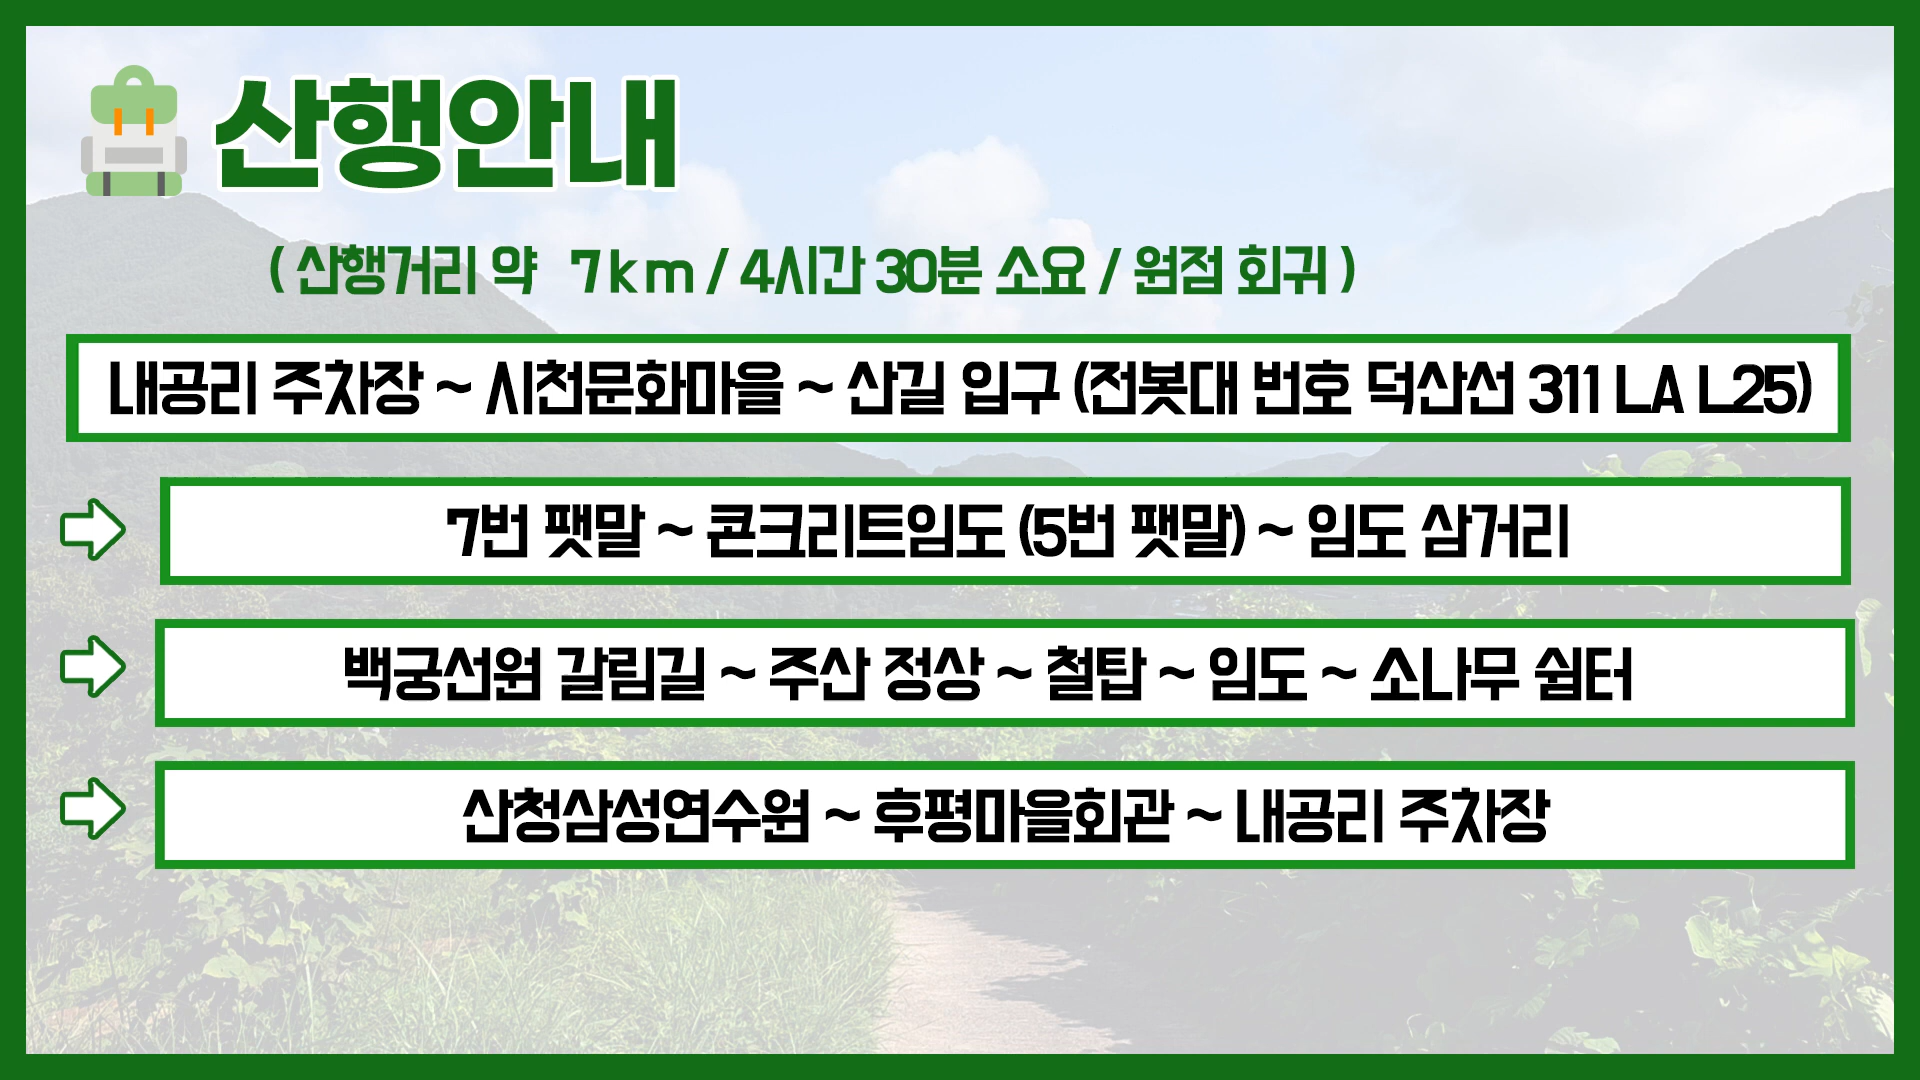 산행안내
( 산행거리 약 7km / 4시간 30분 소요 / 원점 회귀 )
내공리 주차장 ~ 시천문화마을 ~ 산길 입구 (전봇대 번호 덕산선 311 LA L25)
7번 팻말 ~ 콘크리트임도 (5번 팻말) ~ 임도 삼거리
백궁선원 갈림길 ~ 주산 정상 ~ 철탑 ~ 임도 ~ 소나무 쉼터
산청삼성연수원 ~ 후평마을회관 ~ 내공리 주차장